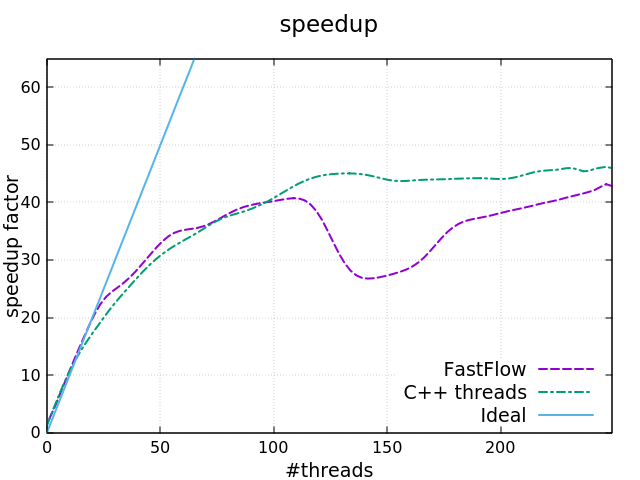 speedup
speedup factor
60
50
40
30
20
10
0
0 50 100 150 200
#threads
FastFlow
C++ threads
Ideal